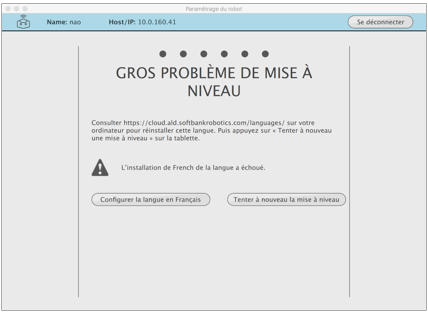 Paramétrage du robot
Name: nao Host/IP: 10.0.160.41 Se déconnecter
GROS PROBLÈME DE MISE À
NIVEAU
Consulter https://cloud.ald.softbankrobotics.com/languages/ sur votre
ordinateur pour réinstaller cette langue. Puis appuyez sur « Tenter à nouveau
une mise à niveau » sur la tablette.
L'installation de French de la langue a échoué.
Configurer la langue en Français Tenter à nouveau la mise à niveau